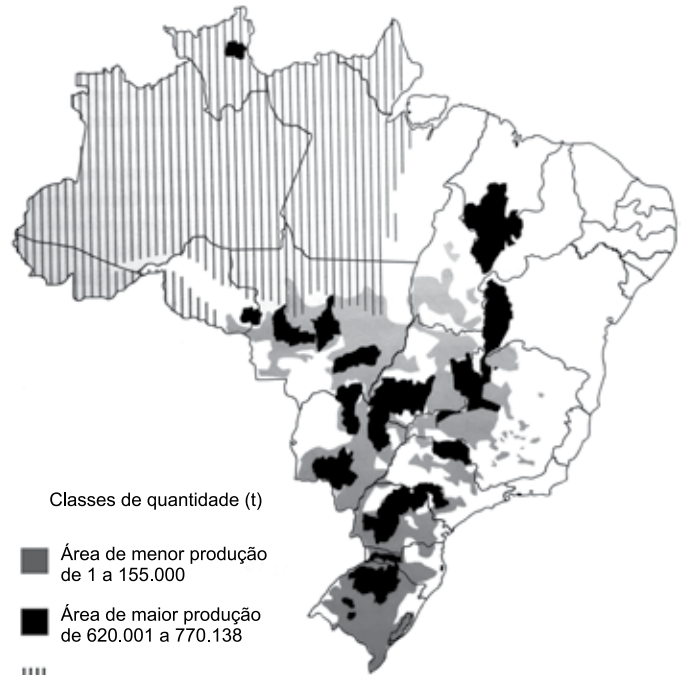 Classes de quantidade (t)
Área de menor produção
de 1 a 155.000
Área de maior produção
de 620.001 a 770.138